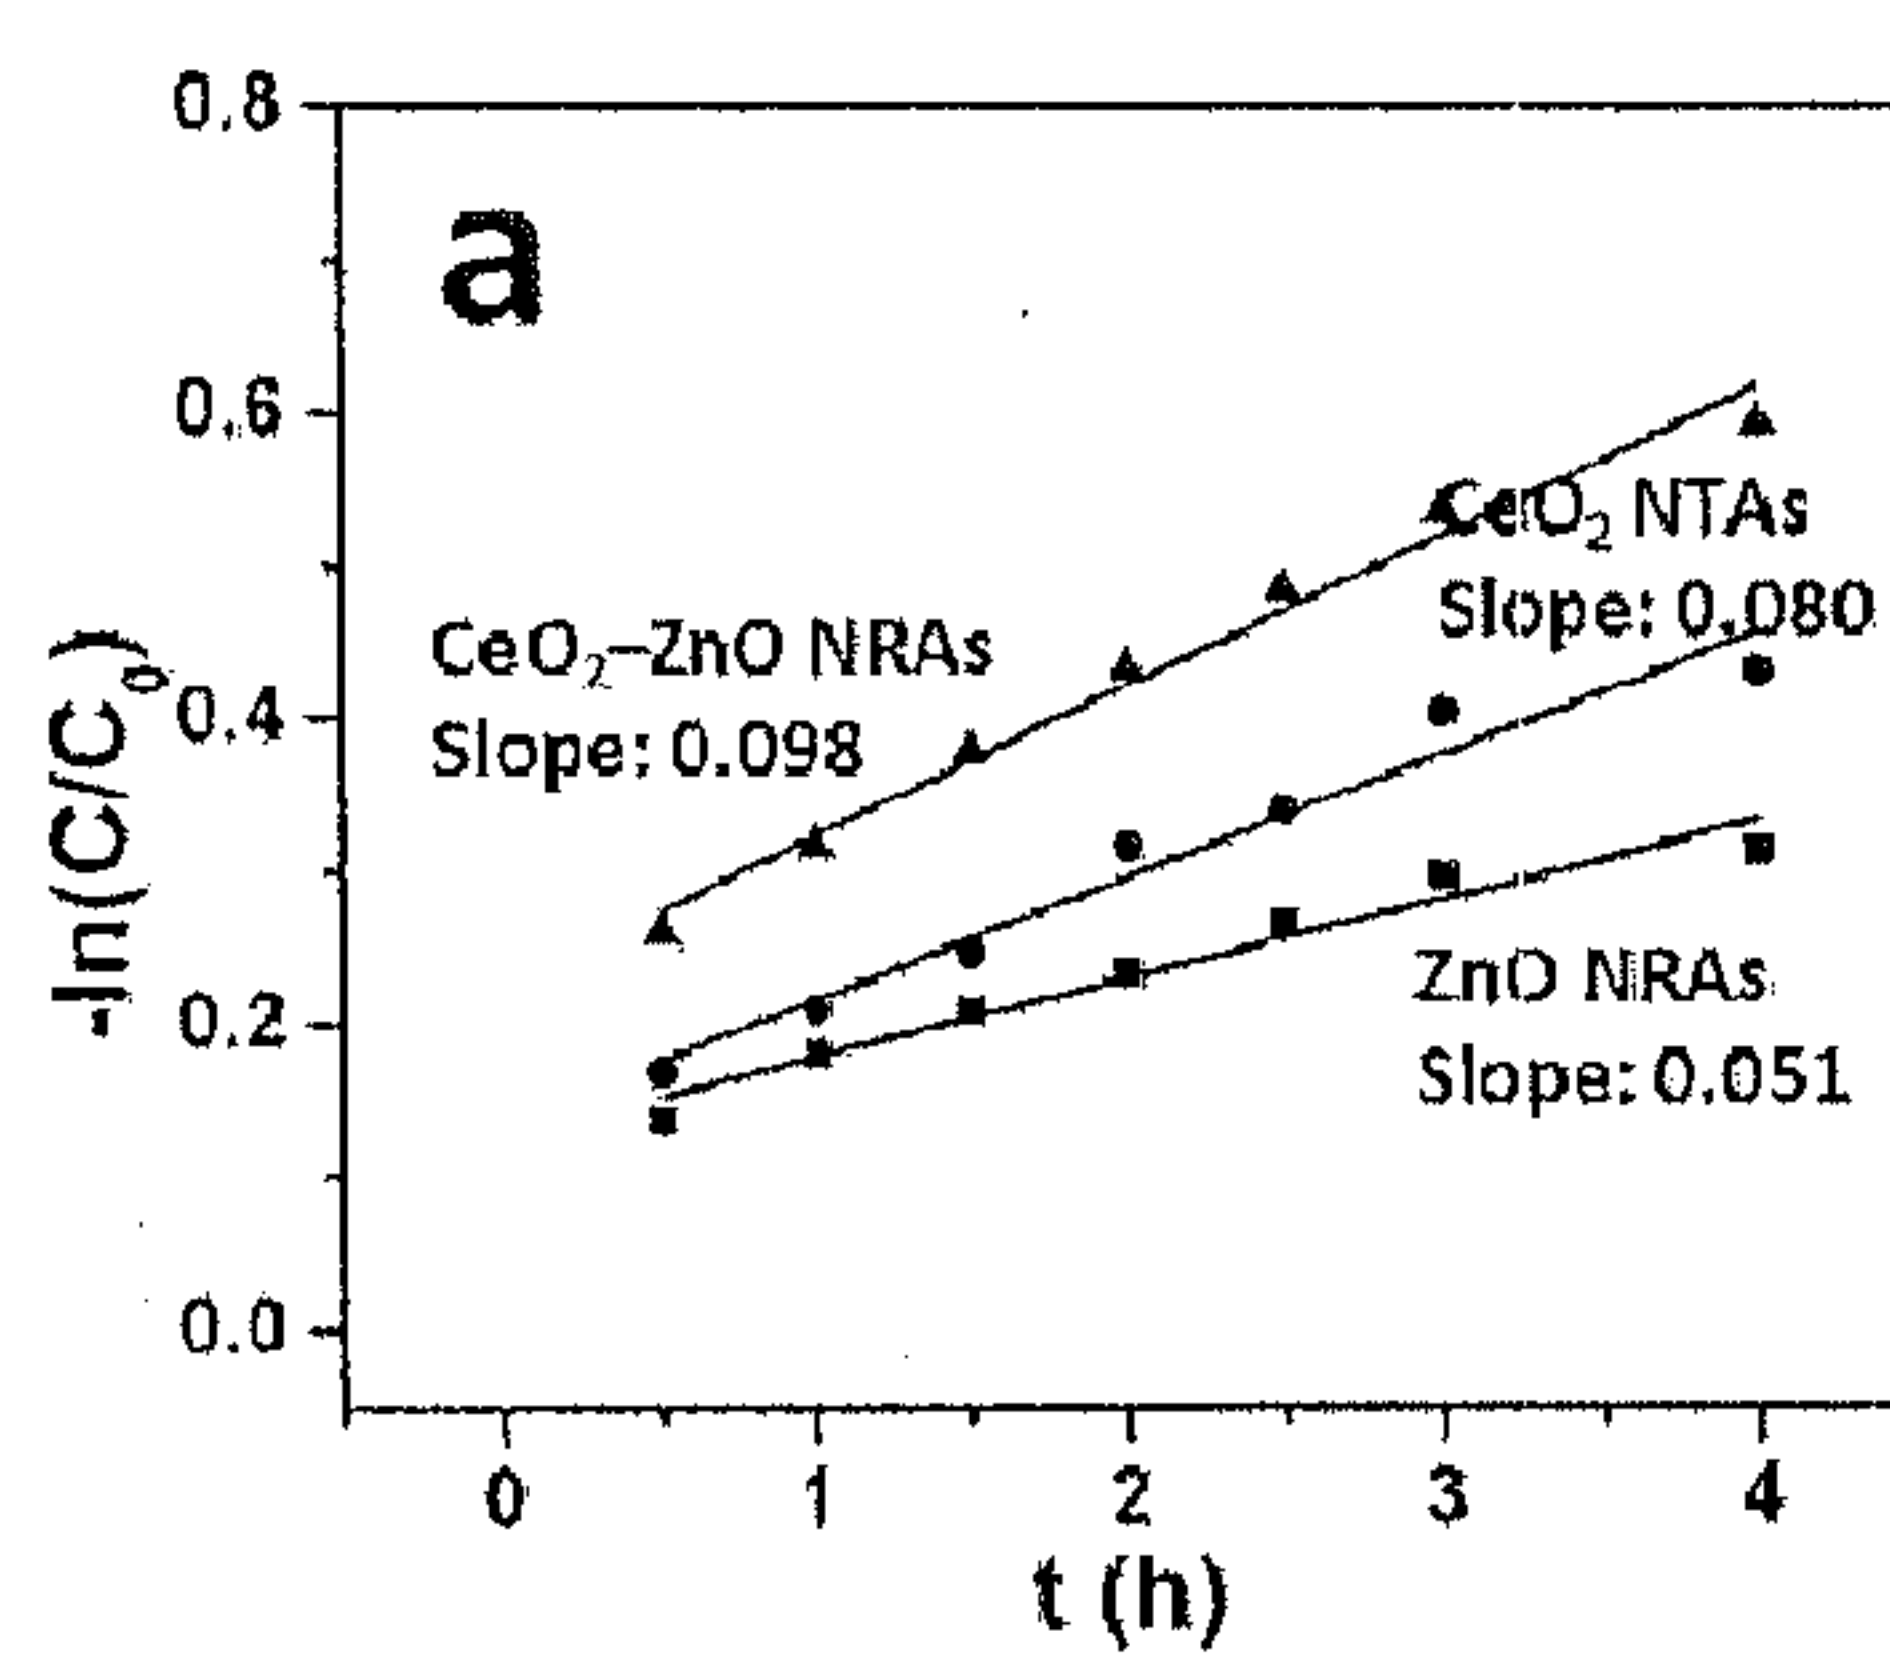 0.8
a
0.6
CeO₂ NTAs
Slope: 0.080
CeO₂–ZnO NRAs
Slope: 0.098
0.4
-ln(C/C₀)
ZnO NRAs
Slope: 0.051
0.2
0.0
0 1 2 3 4
t (h)